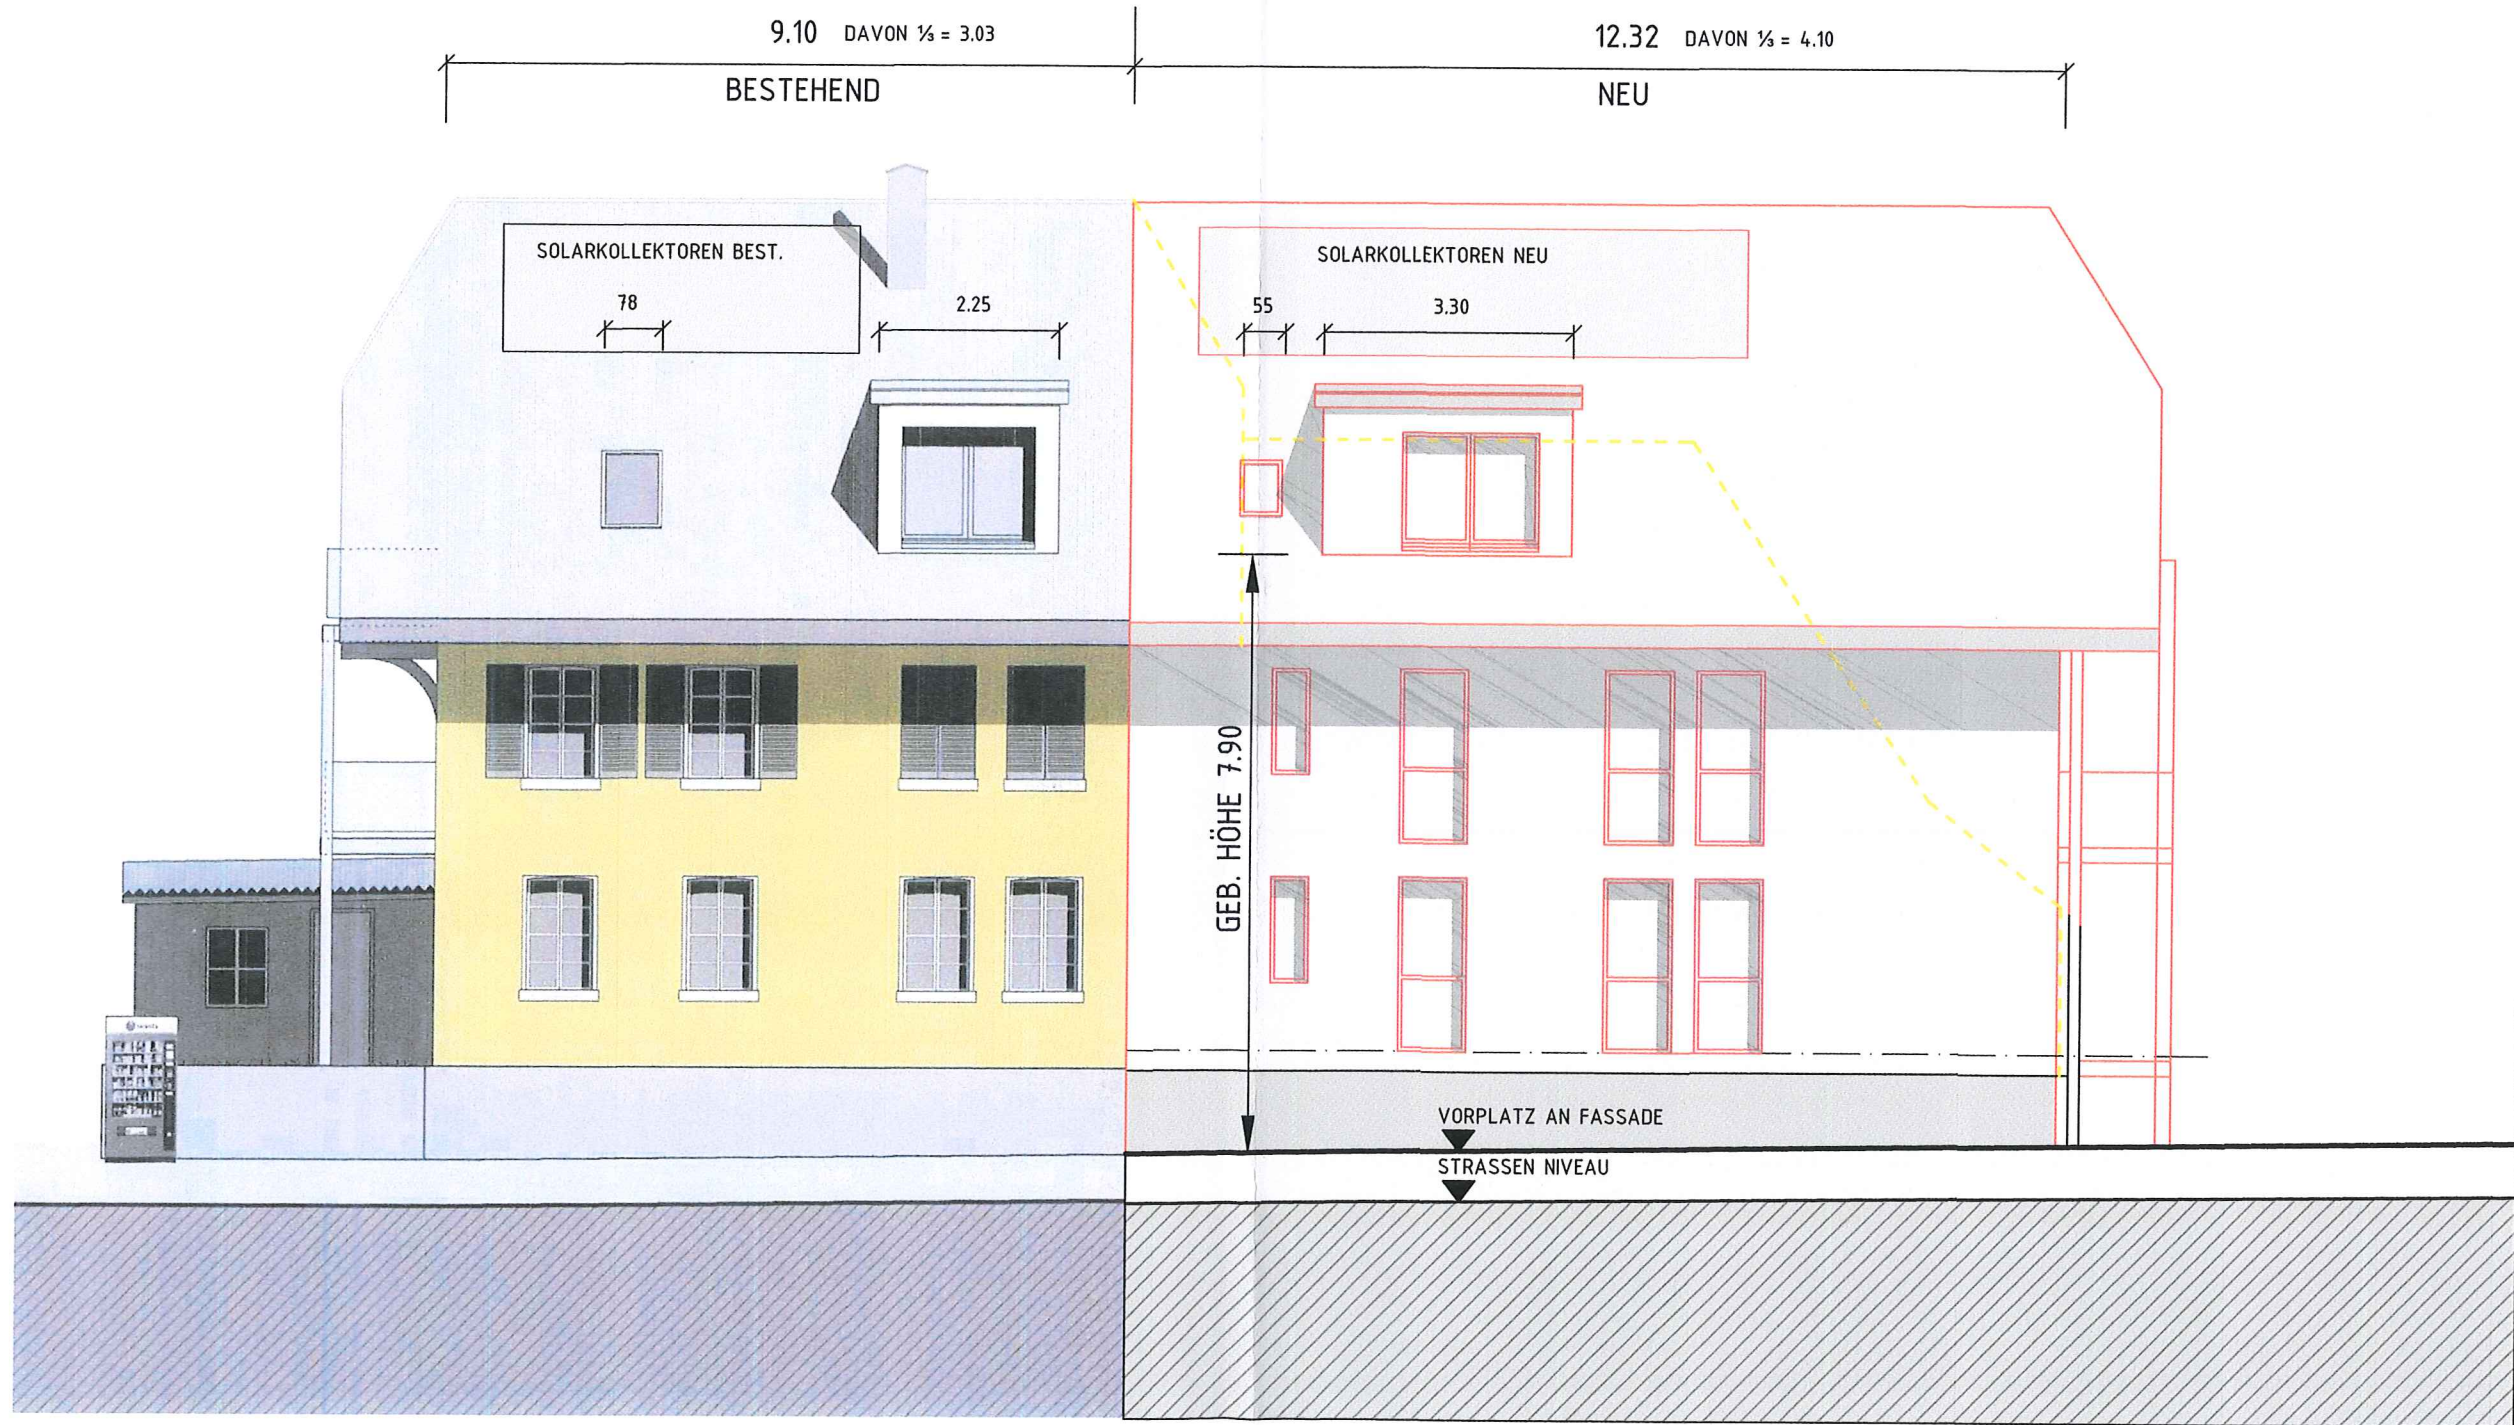 9.10 DAVON ⅓ = 3.03
12.32 DAVON ⅓ = 4.10
BESTEHEND
NEU
SOLARKOLLEKTOREN BEST.
SOLARKOLLEKTOREN NEU
78
2.25
55
3.30
GEB. HÖHE 7.90
VORPLATZ AN FASSADE
STRASSEN NIVEAU